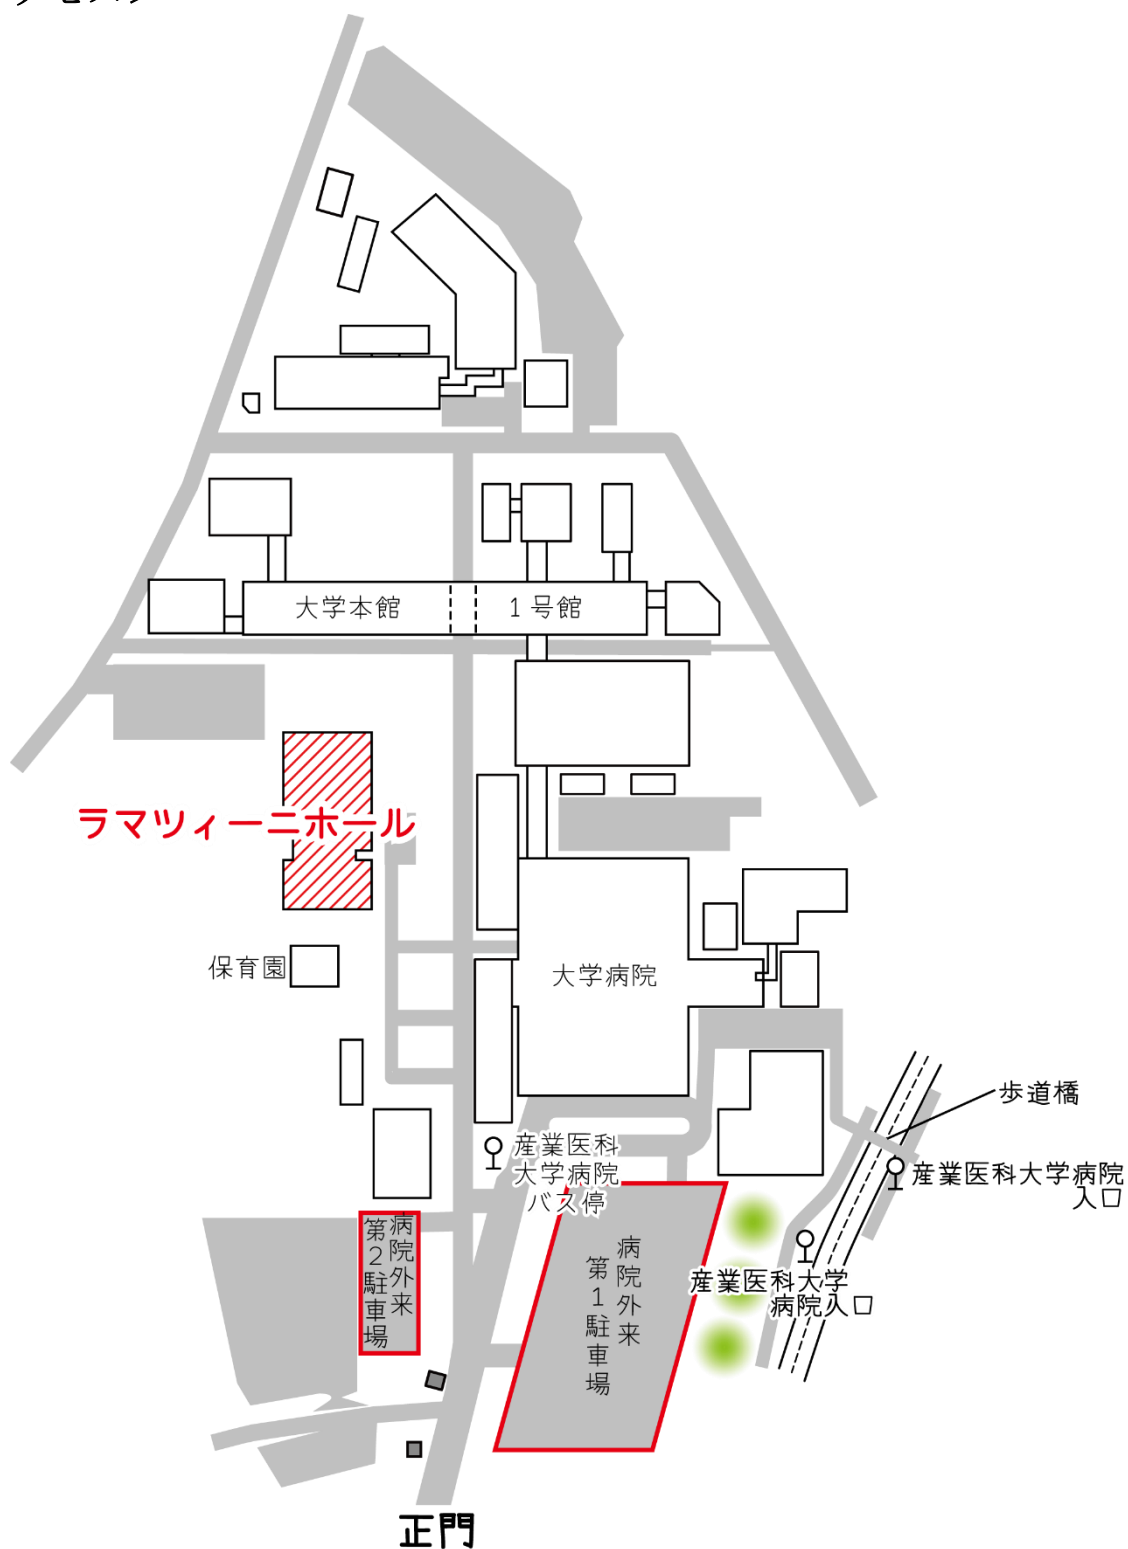 大学本館
1号館
ラマツィーニホール
保育園
大学病院
歩道橋
産業医科
大学病院
バス停
産業医科大学病院
入口
病院外来
第2駐車場
病院外来
第1駐車場
産業医科大学
病院入口
正門